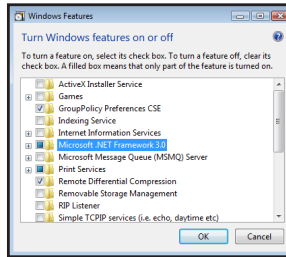 Windows Features
Turn Windows features on or off
To turn a feature on, select its check box. To turn a feature off, clear its
check box. A filled box means that only part of the feature is turned on.
ActiveX Installer Service
Games
GroupPolicy Preferences CSE
Indexing Service
Internet Information Services
Microsoft .NET Framework 3.0
Microsoft Message Queue (MSMQ) Server
Print Services
Remote Differential Compression
Removable Storage Management
RIP Listener
Simple TCPIP services (i.e. echo, daytime etc)
OK Cancel